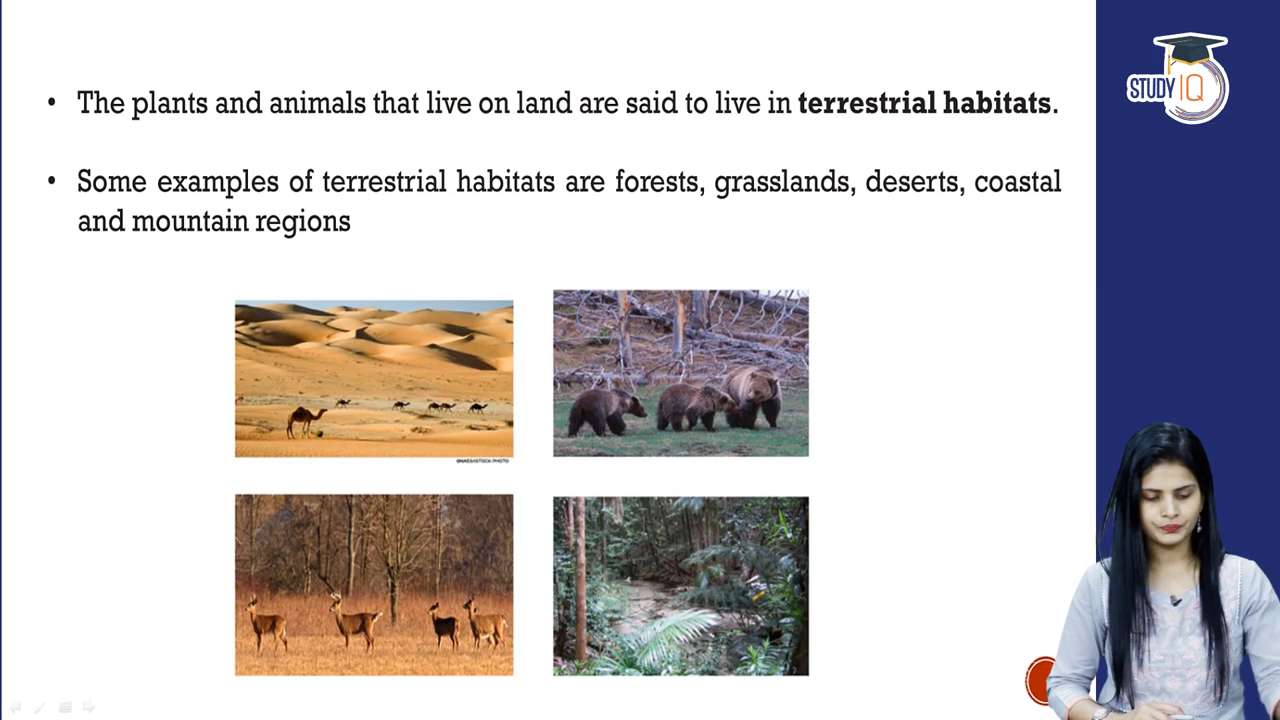 • The plants and animals that live on land are said to live in terrestrial habitats.
• Some examples of terrestrial habitats are forests, grasslands, deserts, coastal
and mountain regions
STUDY IQ